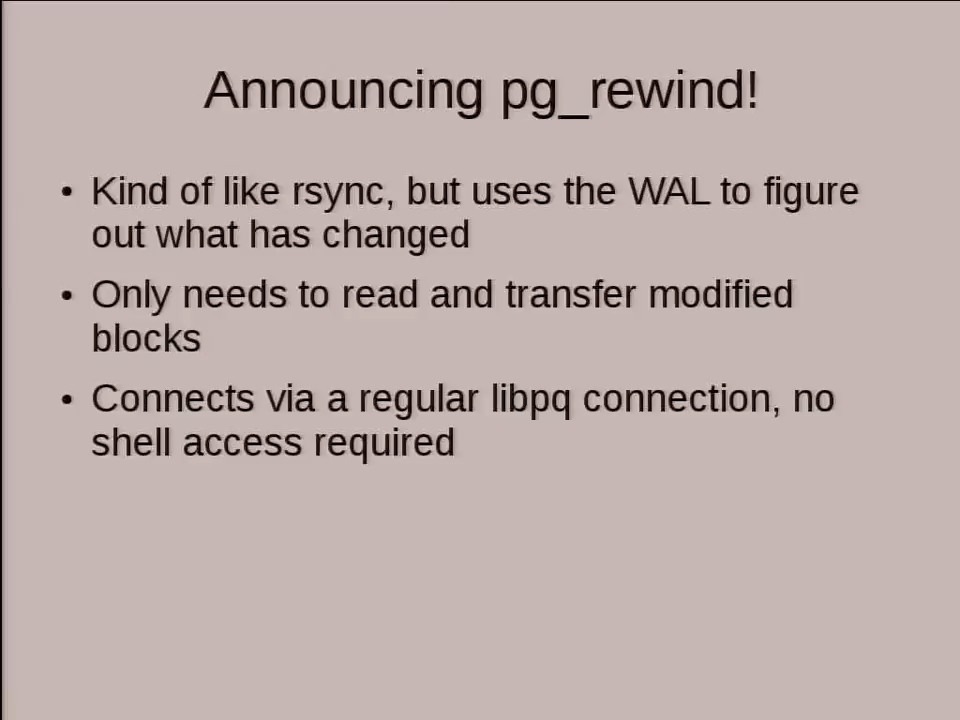 Announcing pg_rewind!
• Kind of like rsync, but uses the WAL to figure
out what has changed
• Only needs to read and transfer modified
blocks
• Connects via a regular libpq connection, no
shell access required